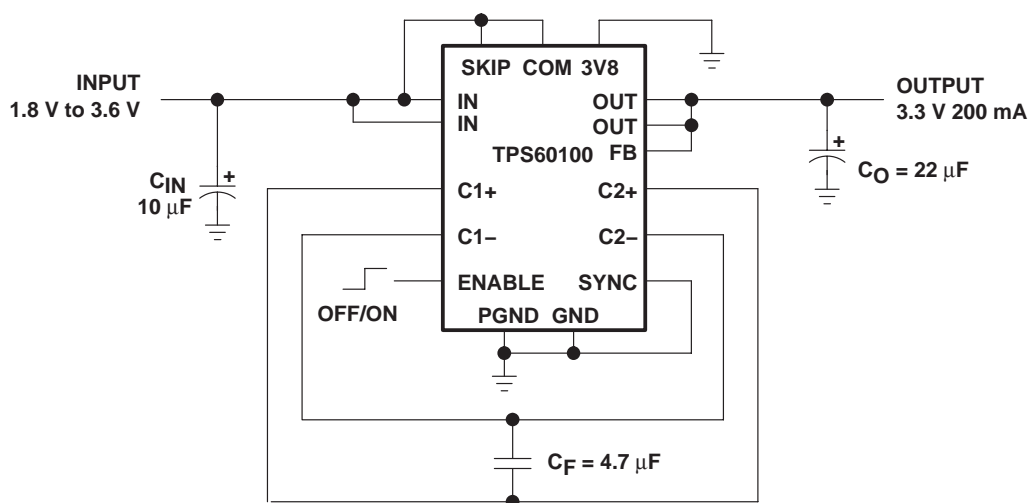 SKIP COM 3V8
INPUT
1.8 V to 3.6 V
IN
IN
OUT
OUT
OUTPUT
3.3 V 200 mA
TPS60100 FB
CIN
10 μF
CO = 22 μF
C1+
C2+
C1–
C2–
ENABLE
SYNC
OFF/ON
PGND GND
CF = 4.7 μF